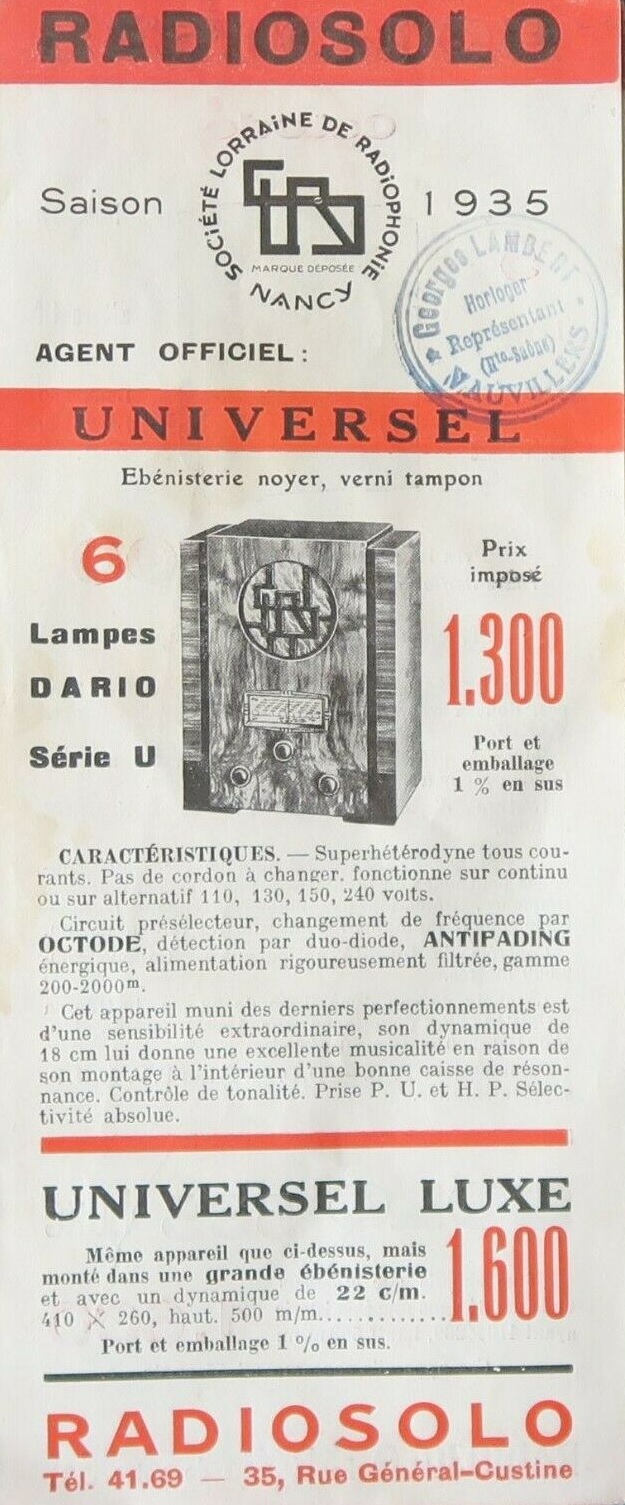 RADIOSOLO
Saison
SOCIÉTÉ LORRAINE DE RADIOPHONIE
MARQUE DÉPOSÉE
NANCY
1935
Georges LAMBERT
Horloger
Représentant
(Hte-Saône)
VAUVILLERS
AGENT OFFICIEL :
UNIVERSEL
Ebénisterie noyer, verni tampon
6
Lampes
DARIO
Série U
Prix
imposé
1.300
Port et
emballage
1 % en sus
CARACTÉRISTIQUES. — Superhétérodyne tous cou-
rants. Pas de cordon à changer. fonctionne sur continu
ou sur alternatif 110, 130, 150, 240 volts.
Circuit présélecteur, changement de fréquence par
OCTODE, détection par duo-diode, ANTIFADING
énergique, alimentation rigoureusement filtrée, gamme
200-2000m.
Cet appareil muni des derniers perfectionnements est
d'une sensibilité extraordinaire, son dynamique de
18 cm lui donne une excellente musicalité en raison de
son montage à l'intérieur d'une bonne caisse de réson-
nance. Contrôle de tonalité. Prise P. U. et H. P. Sélec-
tivité absolue.
UNIVERSEL LUXE
Même appareil que ci-dessus, mais
monté dans une grande ébénisterie
et avec un dynamique de 22 c/m.
410 × 260, haut. 500 m/m..............
1.600
Port et emballage 1 % en sus.
RADIOSOLO
Tél. 41.69 — 35, Rue Général-Custine